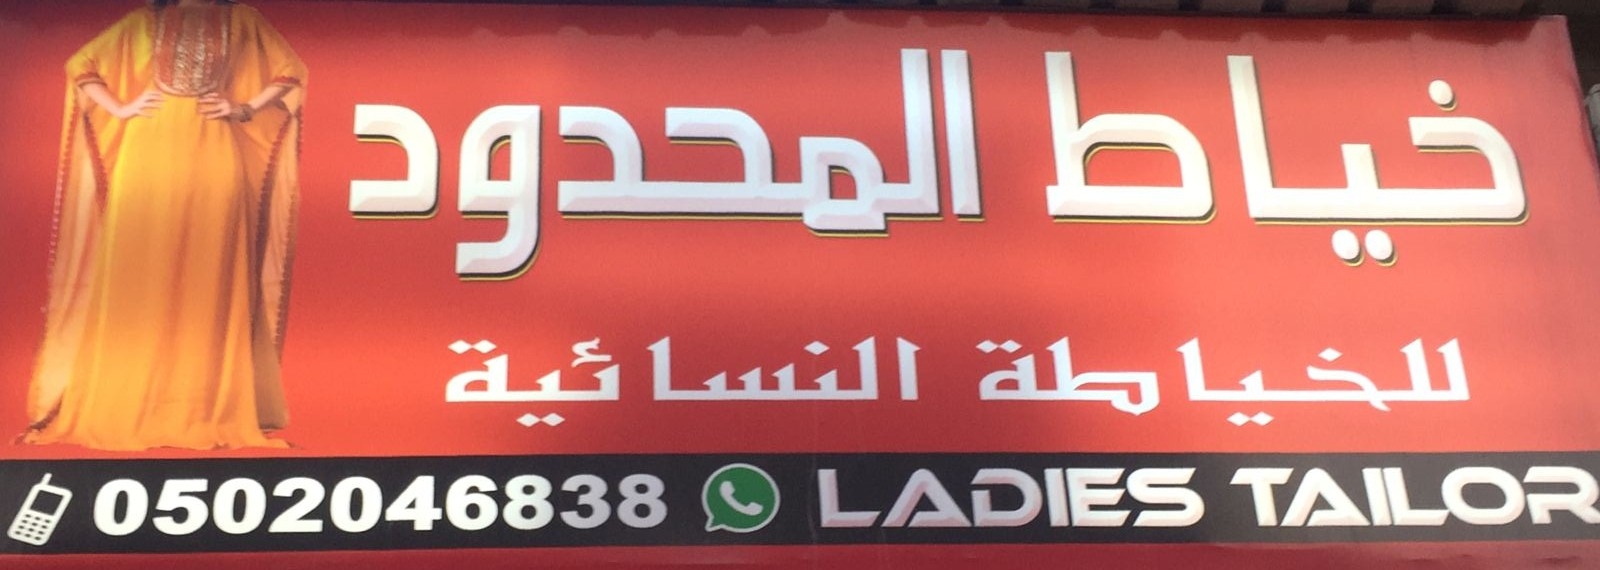 خياط المحدود
للخياطة النسائية
0502046838 LADIES TAILOR